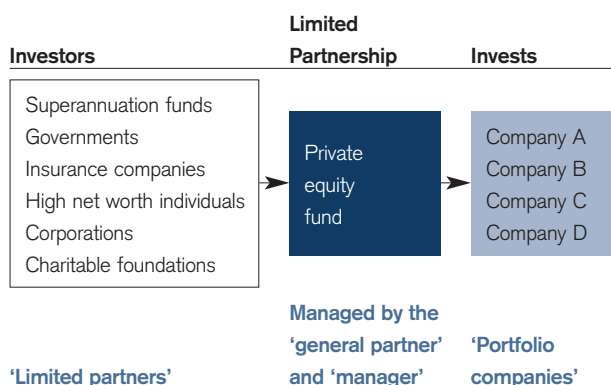 Investors
Limited
Partnership
Invests
Superannuation funds
Governments
Insurance companies
High net worth individuals
Corporations
Charitable foundations
Private
equity
fund
Company A
Company B
Company C
Company D
‘Limited partners’
Managed by the
‘general partner’
and ‘manager’
‘Portfolio
companies’